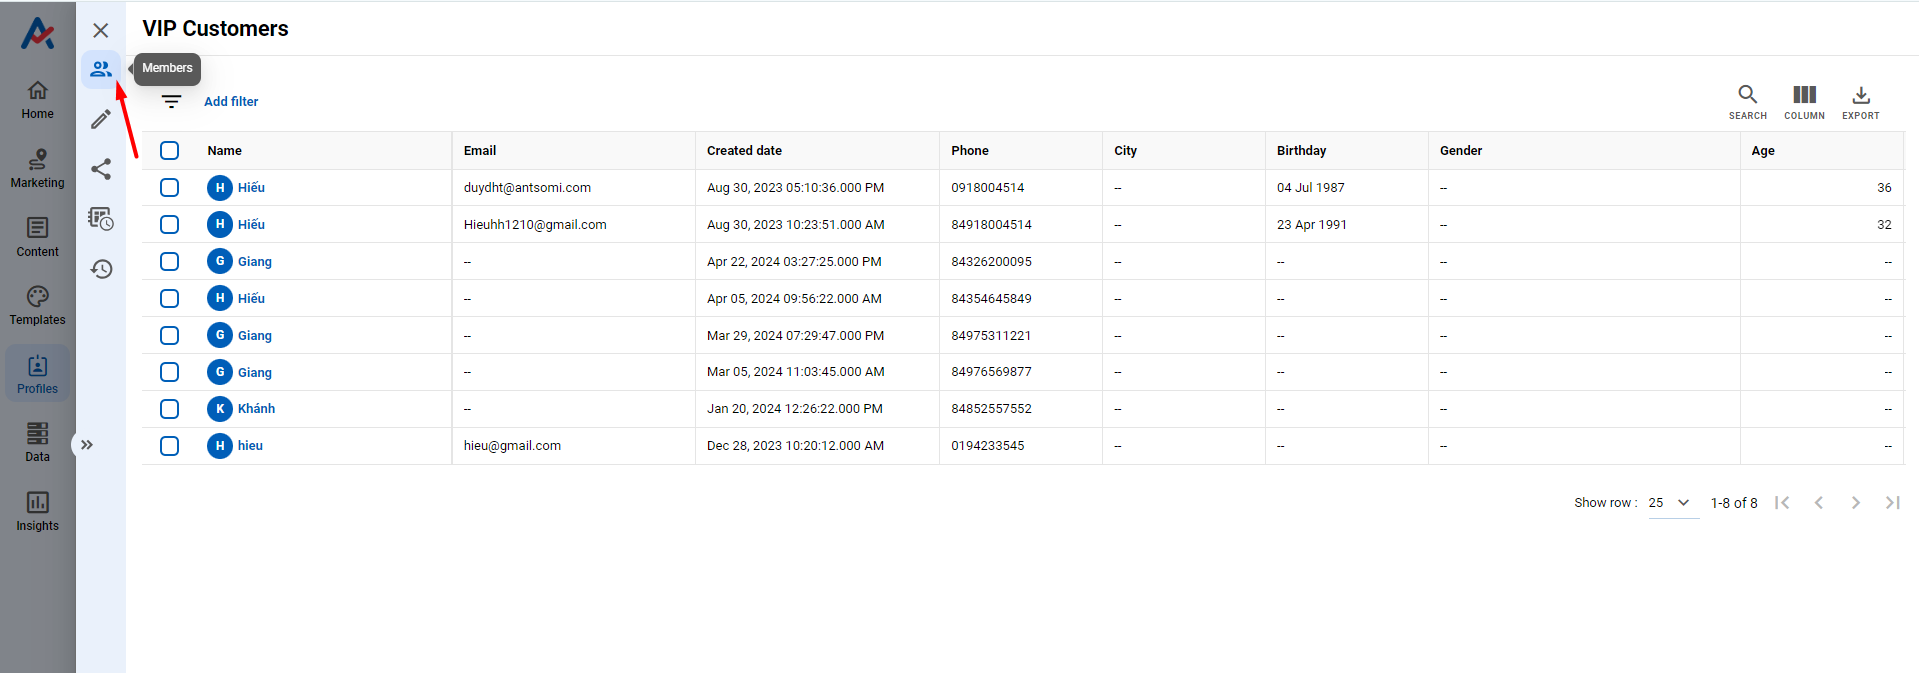 VIP Customers
Members
Add filter
SEARCH COLUMN EXPORT
Home
Marketing
Content
Templates
Profiles
Data
Insights
Name Email Created date Phone City Birthday Gender Age
H Hiếu duydht@antsomi.com Aug 30, 2023 05:10:36.000 PM 0918004514 -- 04 Jul 1987 -- 36
H Hiếu Hieuhh1210@gmail.com Aug 30, 2023 10:23:51.000 AM 84918004514 -- 23 Apr 1991 -- 32
G Giang -- Apr 22, 2024 03:27:25.000 PM 84326200095 -- -- -- --
H Hiếu -- Apr 05, 2024 09:56:22.000 AM 84354645849 -- -- -- --
G Giang -- Mar 29, 2024 07:29:47.000 PM 84975311221 -- -- -- --
G Giang -- Mar 05, 2024 11:03:45.000 AM 84976569877 -- -- -- --
K Khánh -- Jan 20, 2024 12:26:22.000 PM 84852557552 -- -- -- --
H hieu hieu@gmail.com Dec 28, 2023 10:20:12.000 AM 0194233545 -- -- -- --
Show row : 25 1-8 of 8